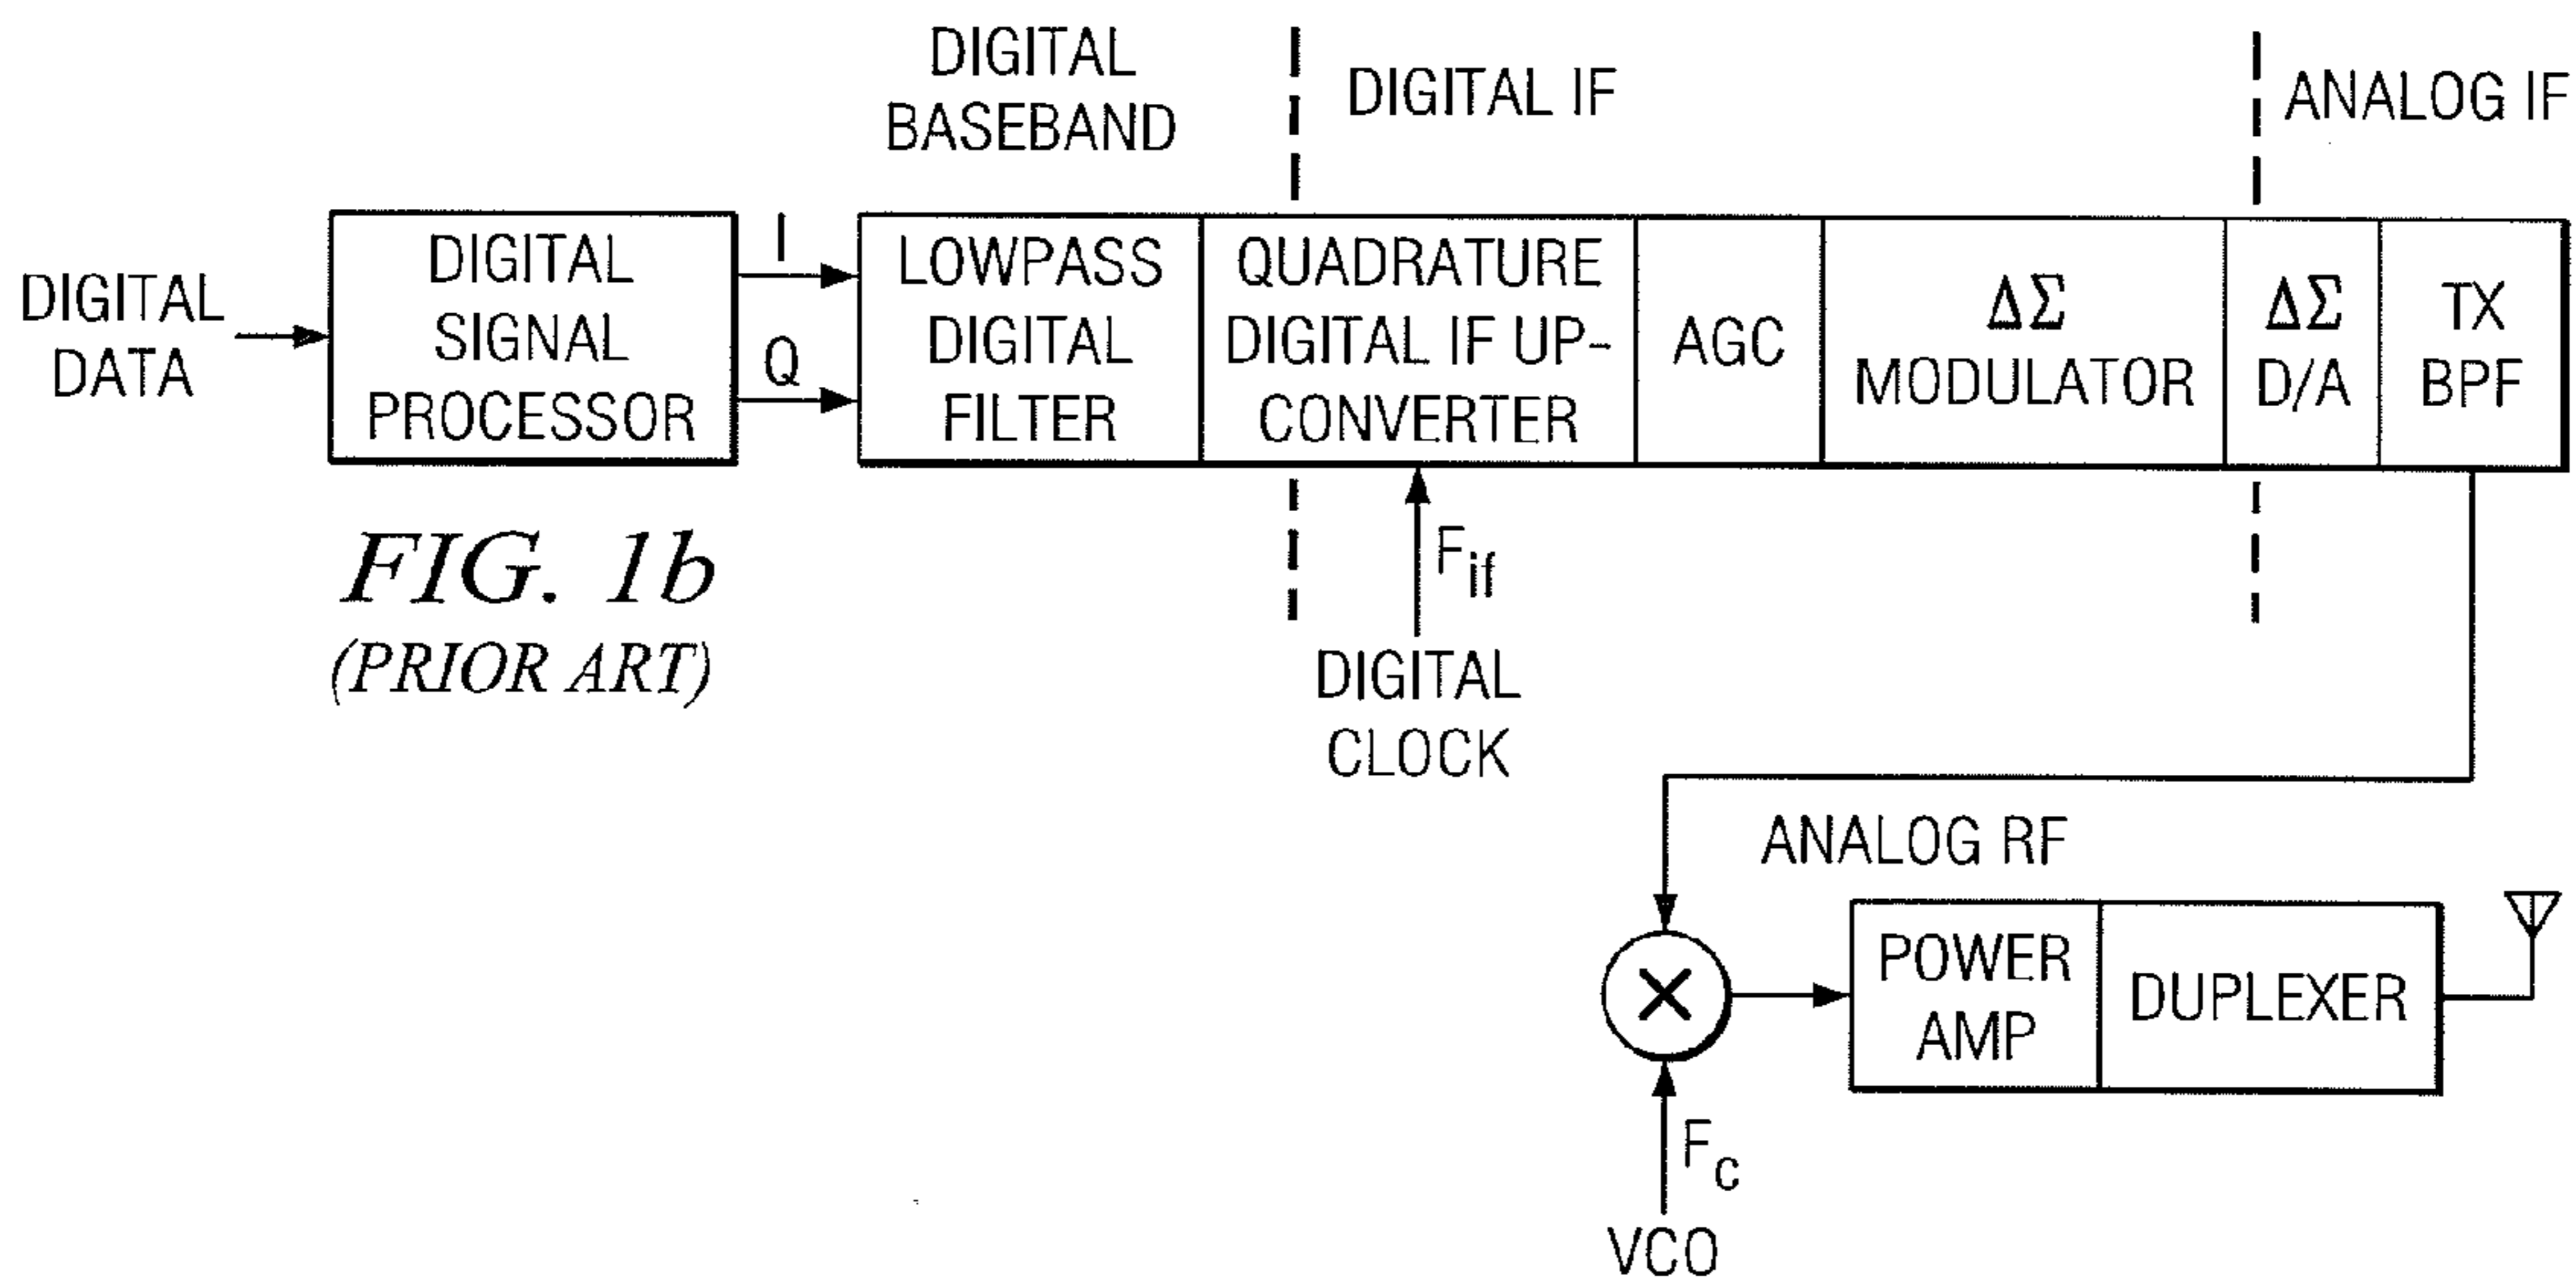 DIGITAL
BASEBAND
DIGITAL IF
ANALOG IF
DIGITAL
DATA
DIGITAL
SIGNAL
PROCESSOR
I
Q
LOWPASS
DIGITAL
FILTER
QUADRATURE
DIGITAL IF UP-
CONVERTER
AGC
ΔΣ
MODULATOR
ΔΣ
D/A
TX
BPF
FIG. 1b
(PRIOR ART)
Fif
DIGITAL
CLOCK
ANALOG RF
POWER
AMP
DUPLEXER
Fc
VCO